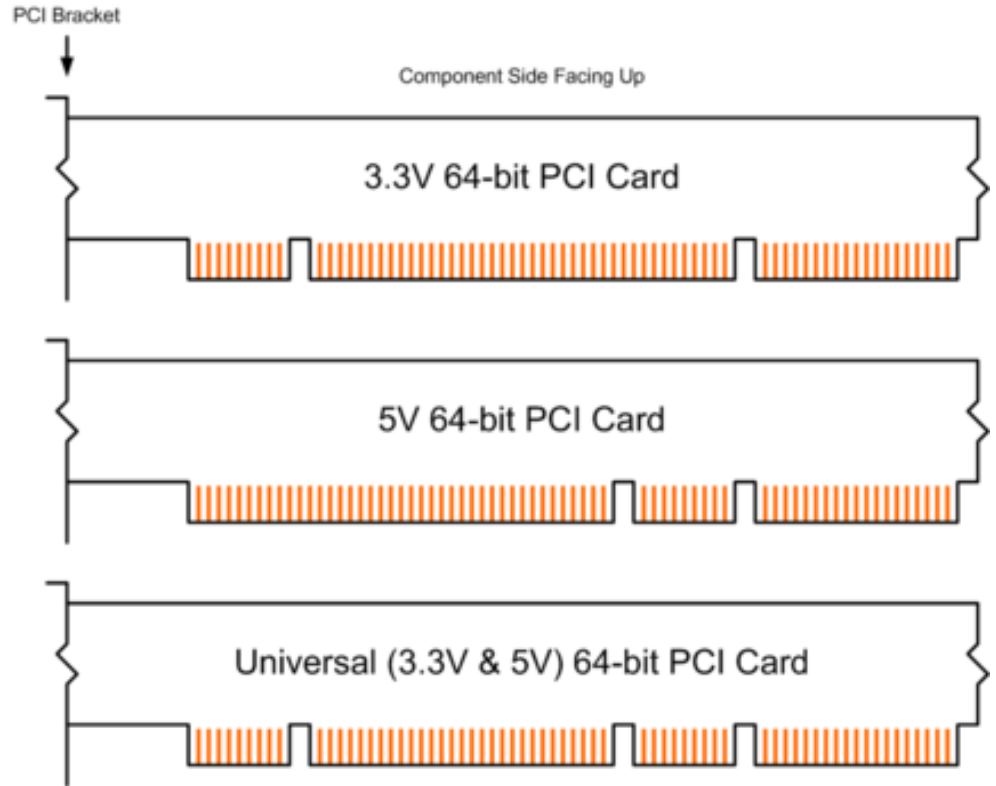 PCI Bracket
Component Side Facing Up
3.3V 64-bit PCI Card
5V 64-bit PCI Card
Universal (3.3V & 5V) 64-bit PCI Card